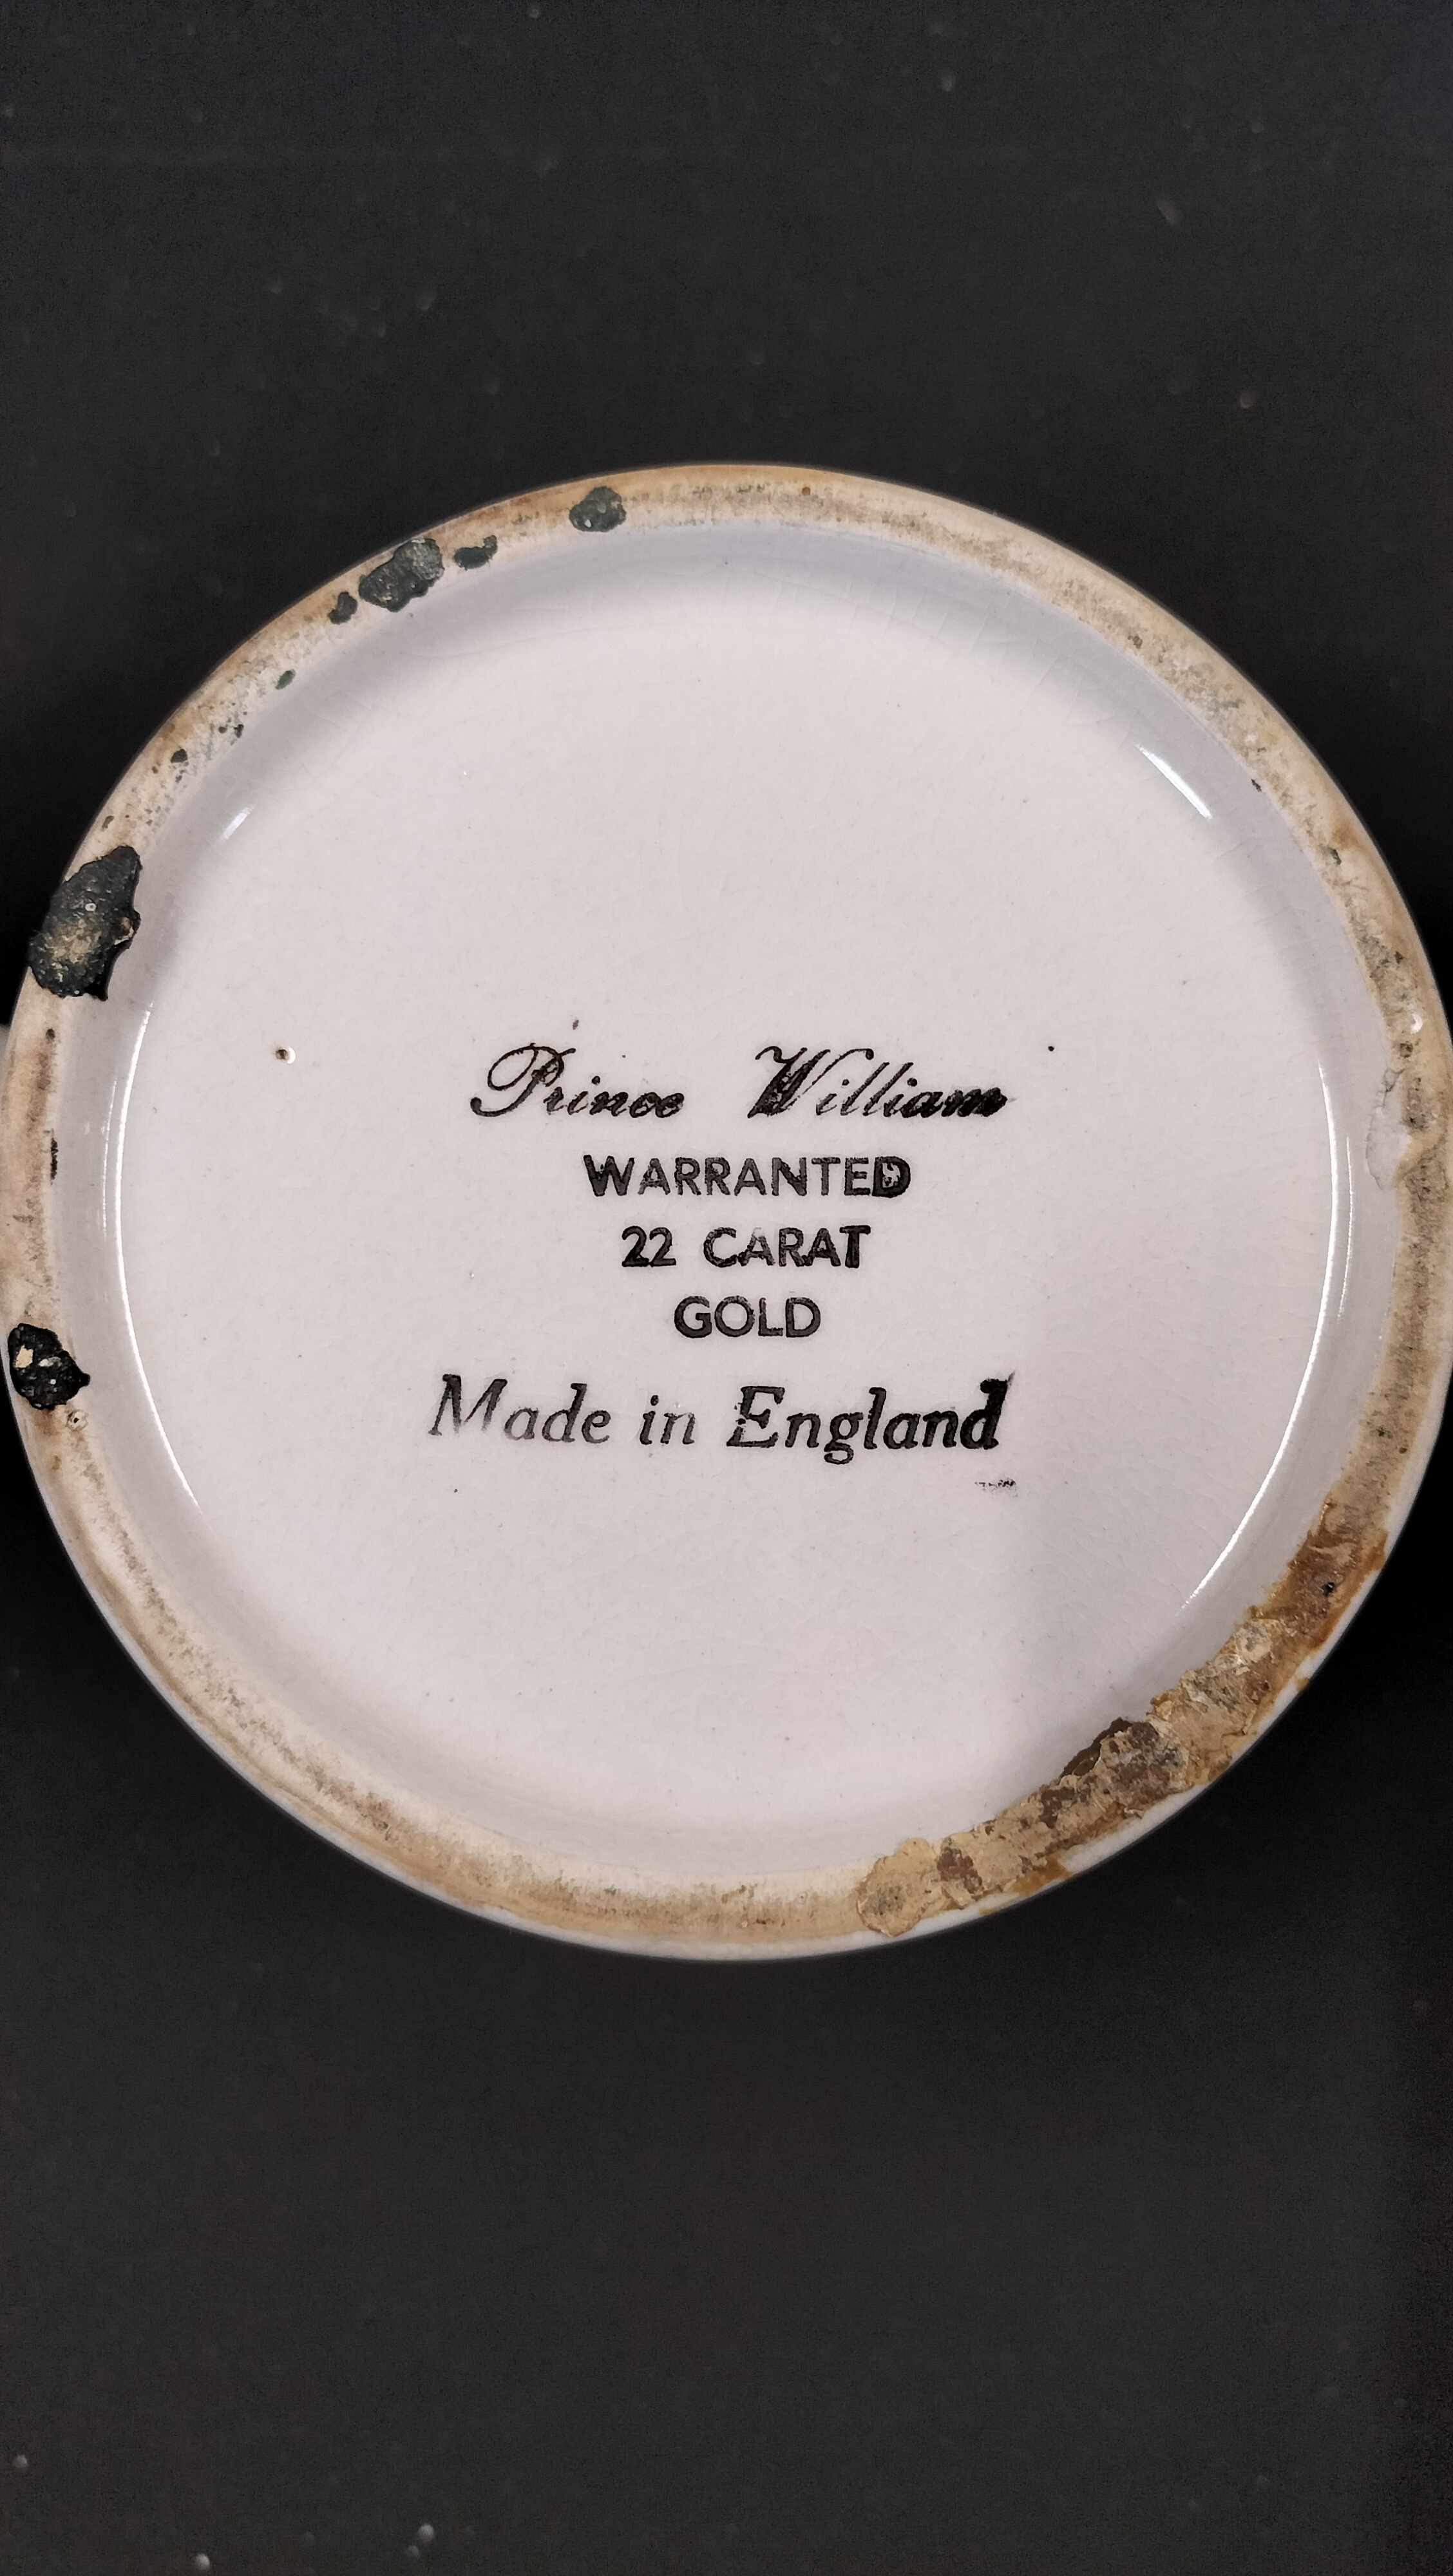 Prince William
WARRANTED
22 CARAT
GOLD
Made in England